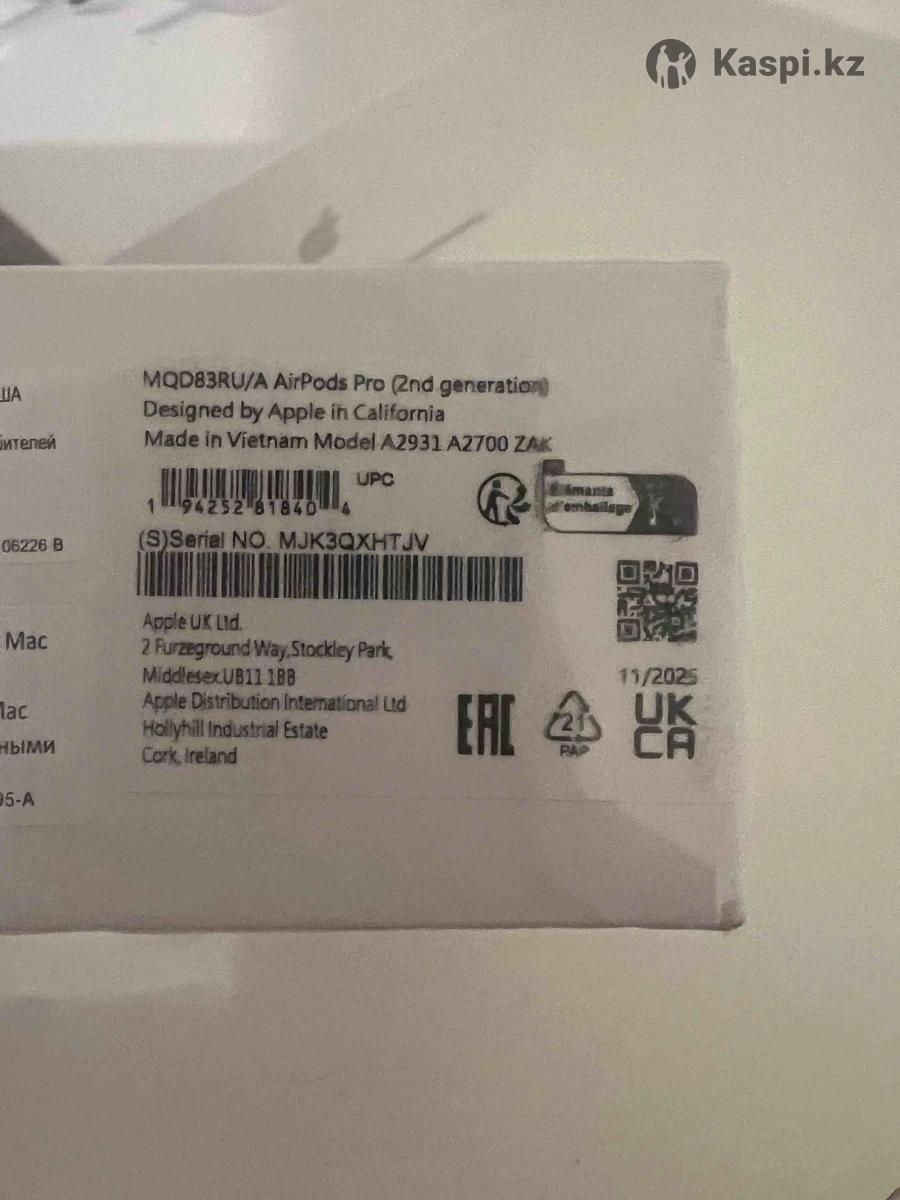 Kaspi.kz
ША
бителей
06226 B
Mac
Mac
ными
95-A
MQD83RU/A AirPods Pro (2nd generation)
Designed by Apple in California
Made in Vietnam Model A2931 A2700 ZAK
UPC
1 94252 81840 4
Éléments
d'emballage
(S)Serial NO. MJK3QXHTJV
Apple UK Ltd.
2 Furzeground Way,Stockley Park,
Middlesex.UB11 1BB
Apple Distribution International Ltd
Hollyhill Industrial Estate
Cork, Ireland
11/2025
EAC
21
PAP
UK
CA